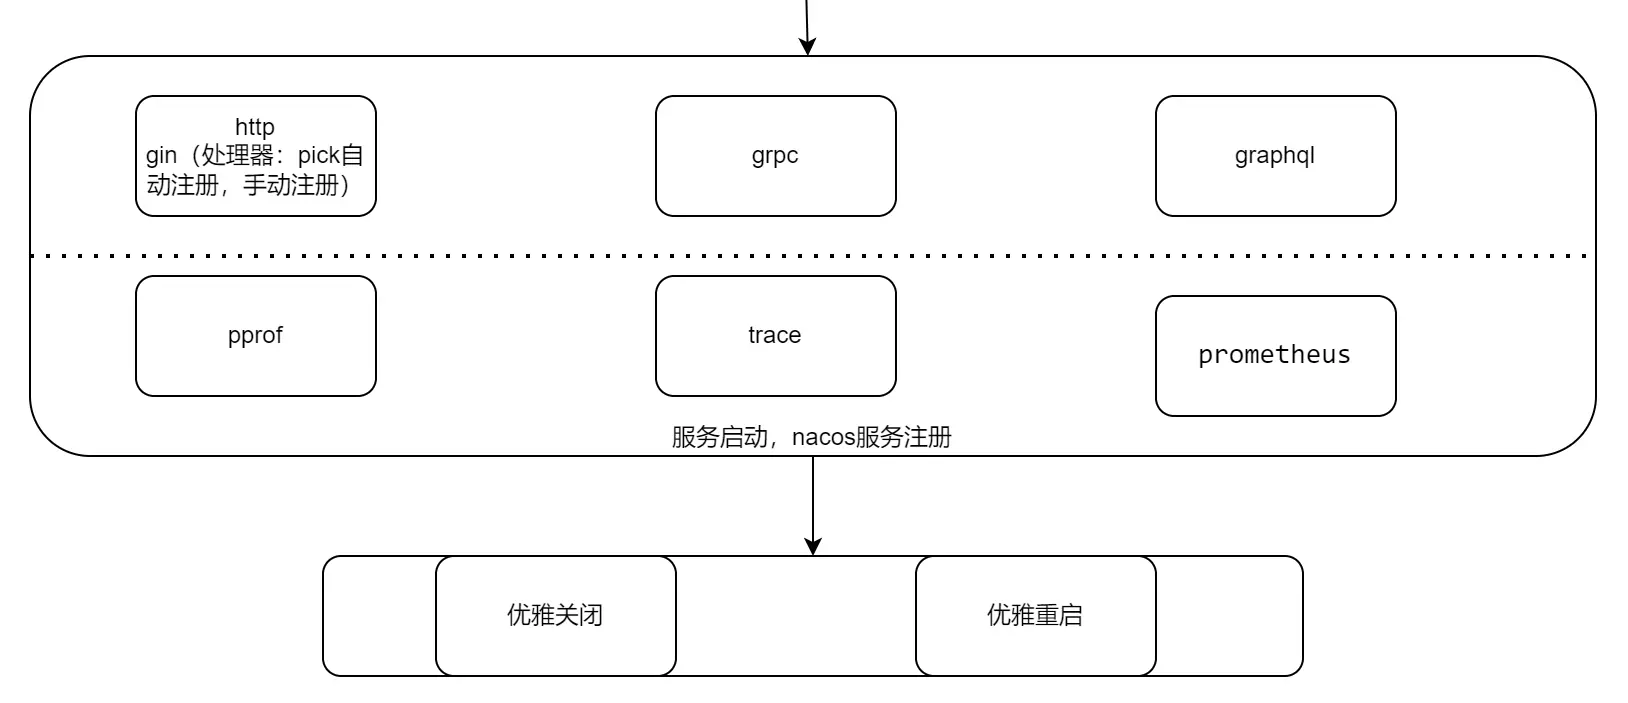 http
gin（处理器：pick自
动注册，手动注册）
grpc
graphql
pprof
trace
prometheus
服务启动，nacos服务注册
优雅关闭
优雅重启